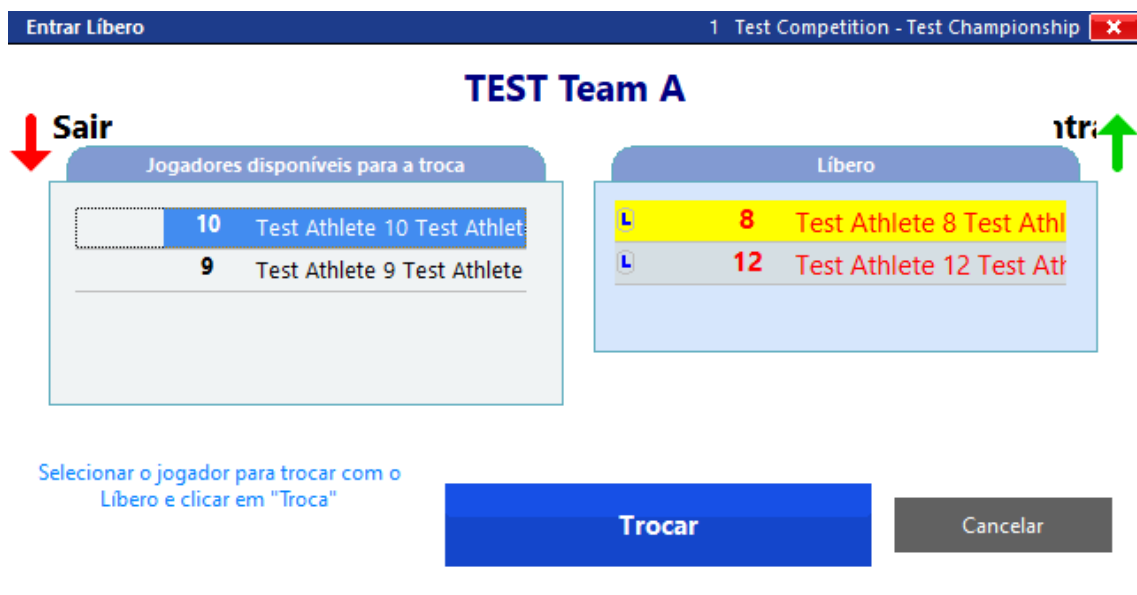 Entrar Líbero
1 Test Competition - Test Championship
TEST Team A
Sair
ntra
Jogadores disponíveis para a troca
Líbero
10 Test Athlete 10 Test Athlet
9 Test Athlete 9 Test Athlete
L 8 Test Athlete 8 Test Athl
L 12 Test Athlete 12 Test Ath
Selecionar o jogador para trocar com o
Líbero e clicar em "Troca"
Trocar
Cancelar